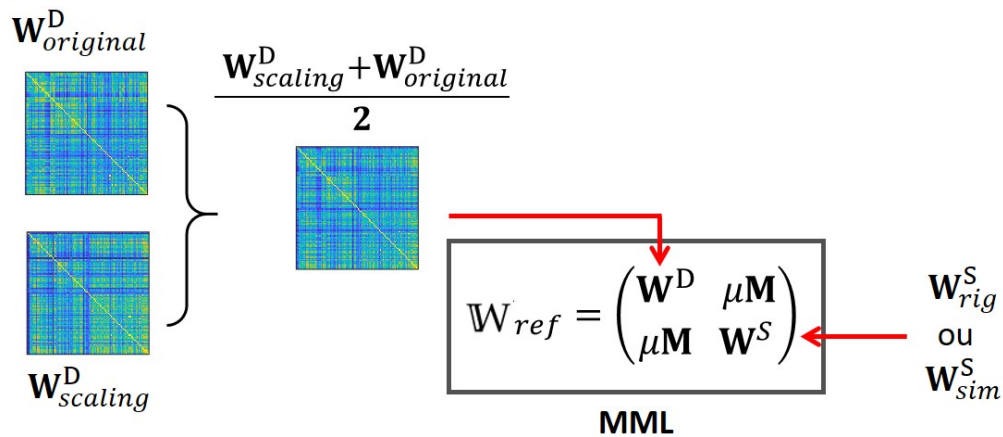 W^D_original
W^D_scaling + W^D_original
2
W^D_scaling
𝕎_ref = ( W^D μM
μM W^S )
MML
W^S_rig
ou
W^S_sim